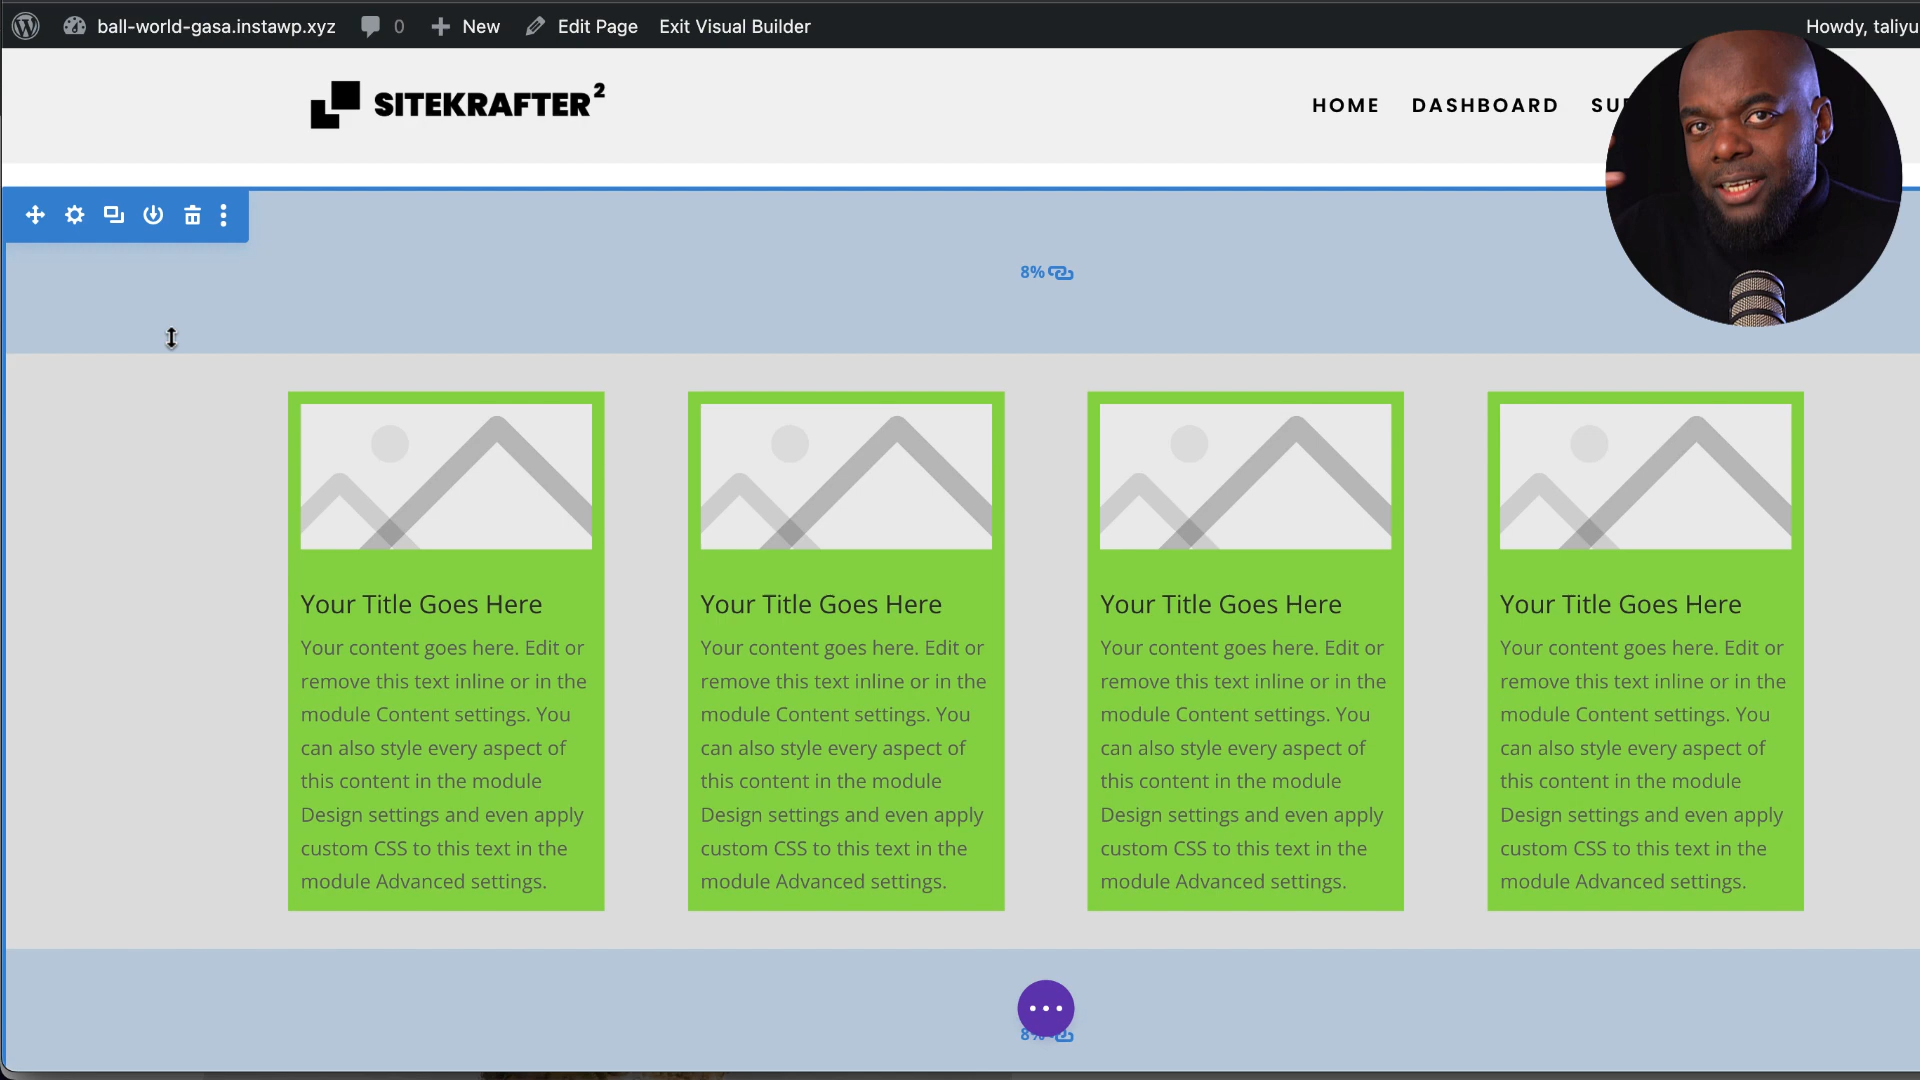 ball-world-gasa.instawp.xyz 0 New Edit Page Exit Visual Builder Howdy, taliyu
SITEKRAFTER² HOME DASHBOARD
8%
Your Title Goes Here
Your content goes here. Edit or
remove this text inline or in the
module Content settings. You
can also style every aspect of
this content in the module
Design settings and even apply
custom CSS to this text in the
module Advanced settings.
Your Title Goes Here
Your content goes here. Edit or
remove this text inline or in the
module Content settings. You
can also style every aspect of
this content in the module
Design settings and even apply
custom CSS to this text in the
module Advanced settings.
Your Title Goes Here
Your content goes here. Edit or
remove this text inline or in the
module Content settings. You
can also style every aspect of
this content in the module
Design settings and even apply
custom CSS to this text in the
module Advanced settings.
Your Title Goes Here
Your content goes here. Edit or
remove this text inline or in the
module Content settings. You
can also style every aspect of
this content in the module
Design settings and even apply
custom CSS to this text in the
module Advanced settings.
8%